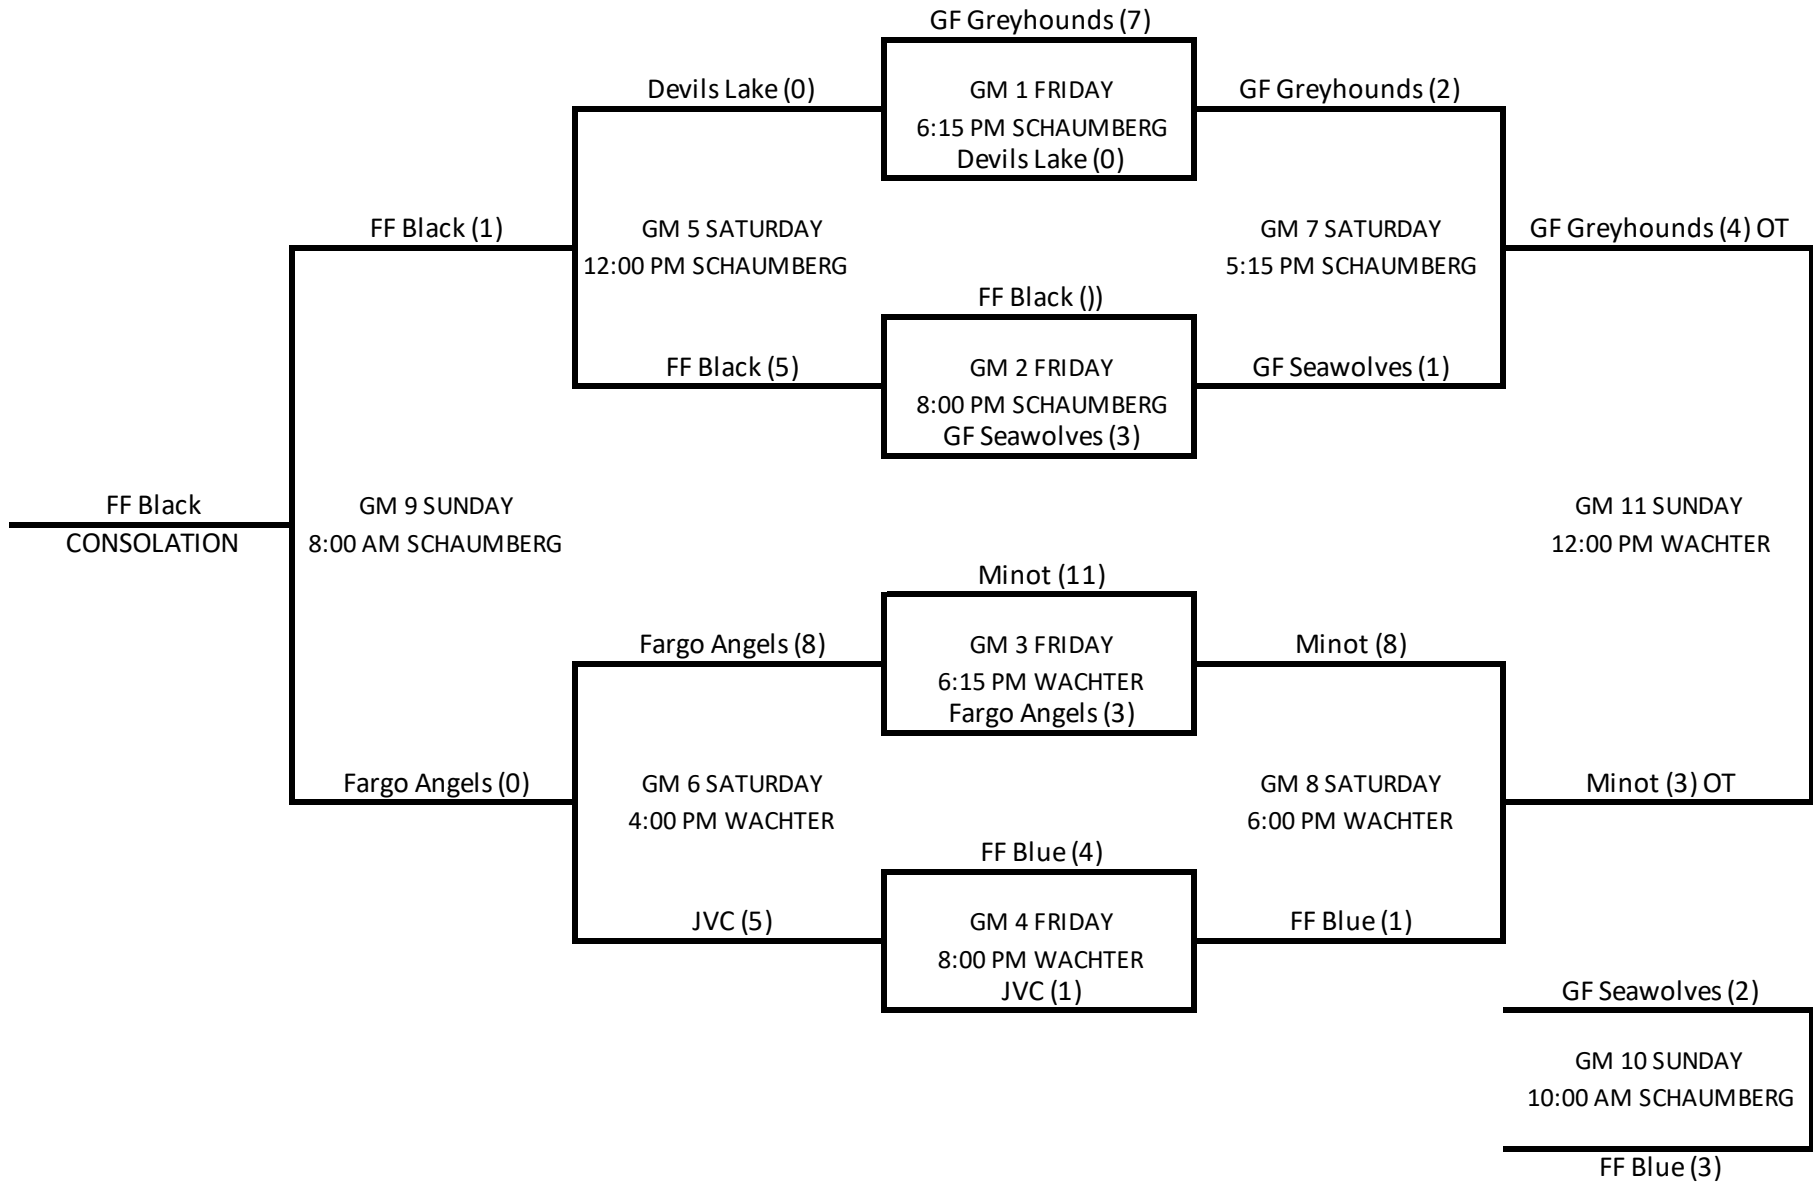 GF Greyhounds (7)
Devils Lake (0)
GM 1 FRIDAY
GF Greyhounds (2)
6:15 PM SCHAUMBERG
Devils Lake (0)
FF Black (1)
GM 5 SATURDAY
GM 7 SATURDAY
GF Greyhounds (4) OT
12:00 PM SCHAUMBERG
5:15 PM SCHAUMBERG
FF Black ())
FF Black (5)
GM 2 FRIDAY
GF Seawolves (1)
8:00 PM SCHAUMBERG
GF Seawolves (3)
FF Black
GM 9 SUNDAY
GM 11 SUNDAY
CONSOLATION
8:00 AM SCHAUMBERG
12:00 PM WACHTER
Minot (11)
Fargo Angels (8)
GM 3 FRIDAY
Minot (8)
6:15 PM WACHTER
Fargo Angels (3)
Fargo Angels (0)
GM 6 SATURDAY
GM 8 SATURDAY
Minot (3) OT
4:00 PM WACHTER
6:00 PM WACHTER
FF Blue (4)
JVC (5)
GM 4 FRIDAY
FF Blue (1)
8:00 PM WACHTER
JVC (1)
GF Seawolves (2)
GM 10 SUNDAY
10:00 AM SCHAUMBERG
FF Blue (3)